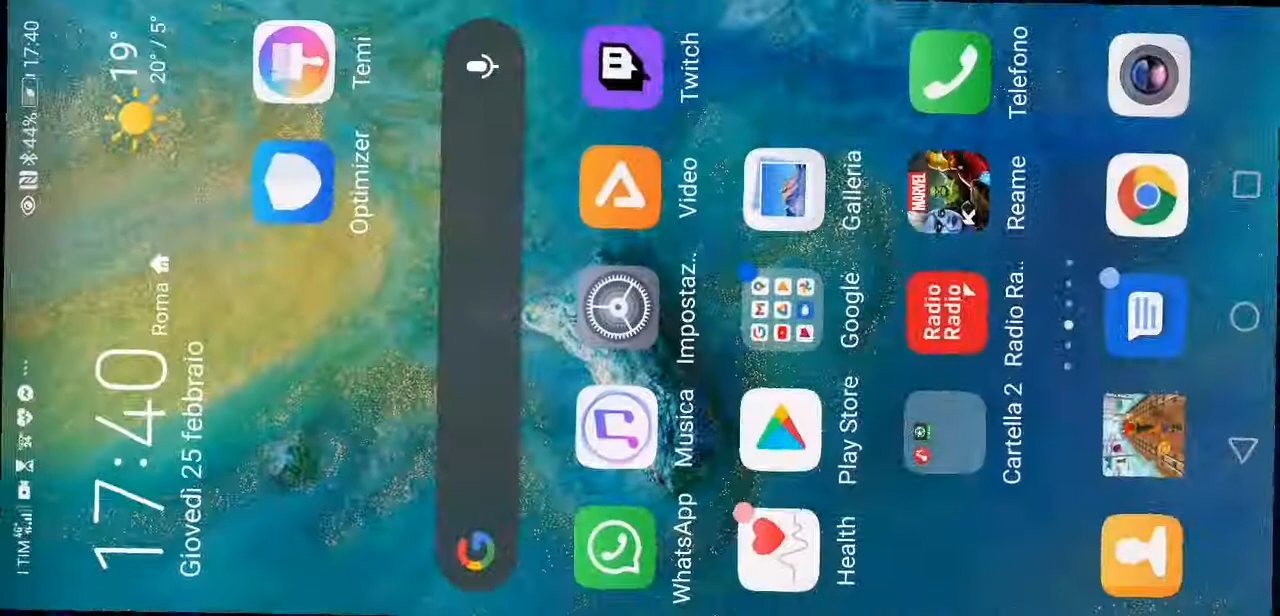 TIM 4G 44% 17:40
17:40
Roma
19°
20° / 5°
Giovedì 25 febbraio
Optimizer Temi
WhatsApp Musica Impostaz.. Video Twitch
Health Play Store Google Galleria
Radio
Radio
MARVEL
Cartella 2 Radio Ra.. Reame Telefono